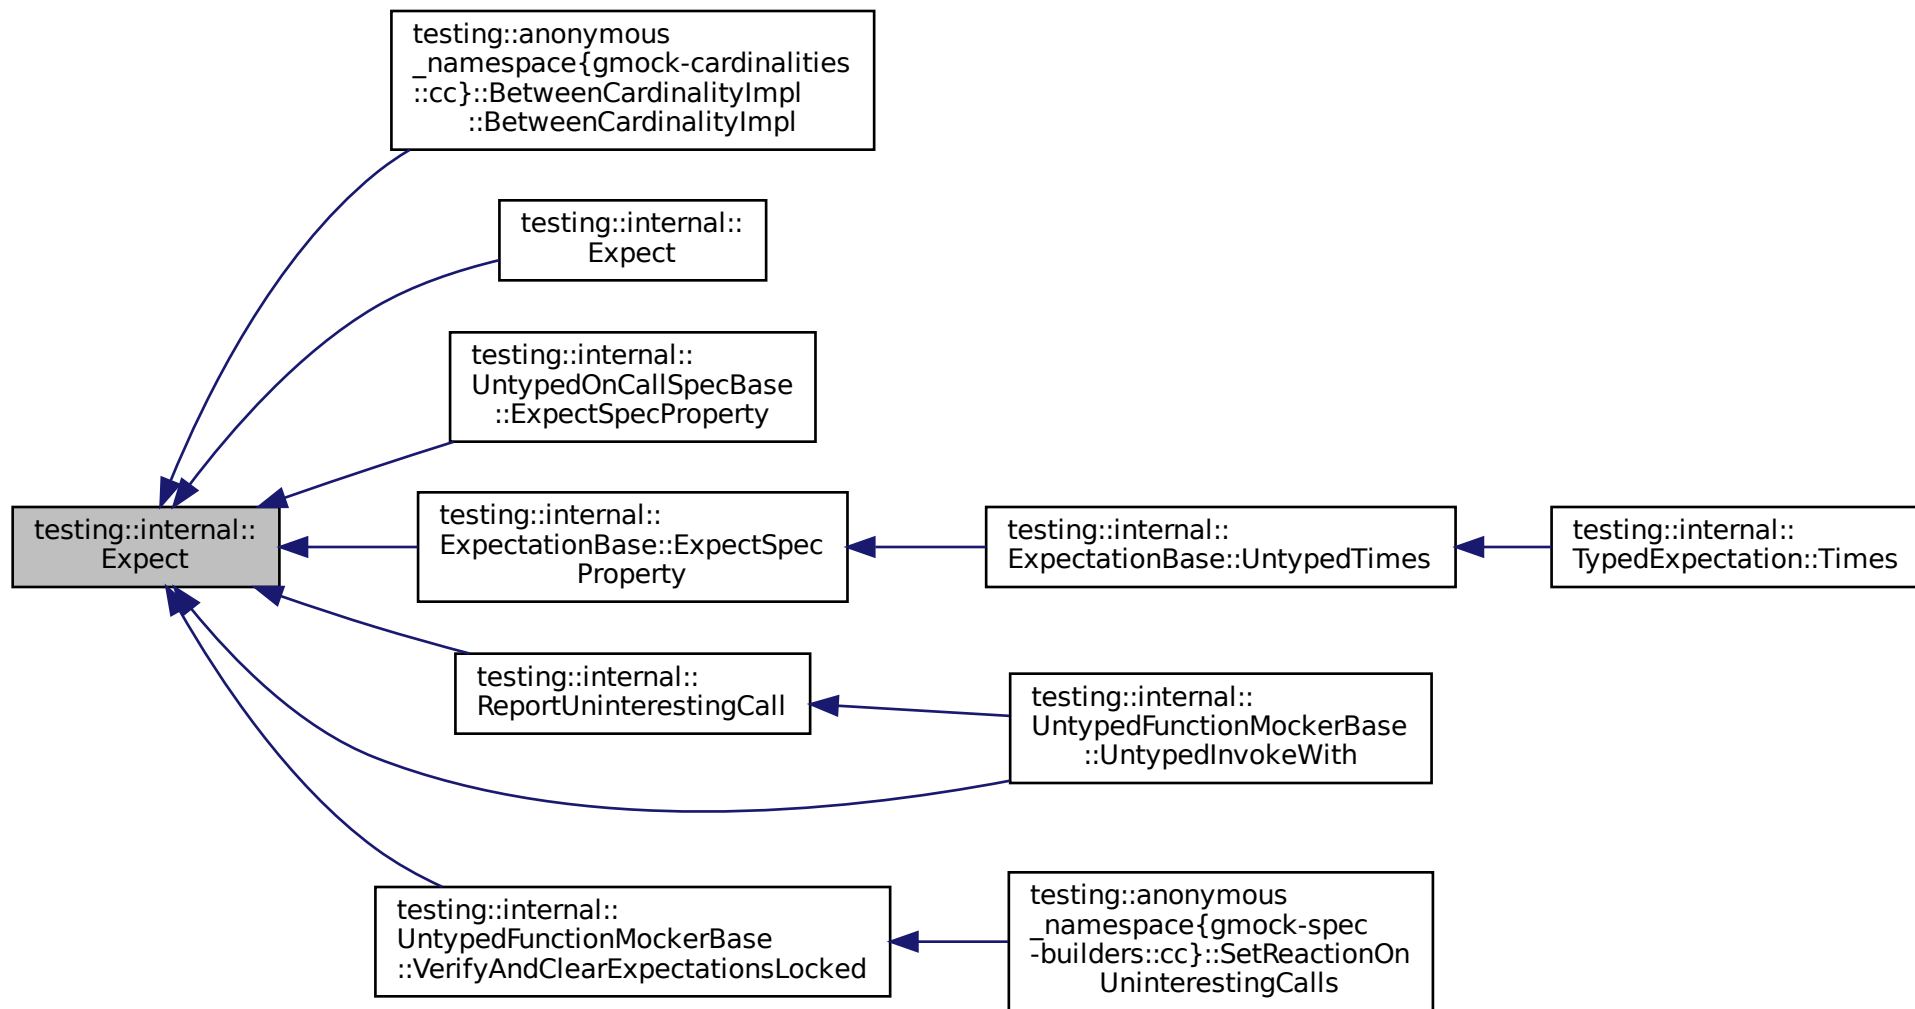 testing::anonymous
_namespace{gmock-cardinalities
::cc}::BetweenCardinalityImpl
::BetweenCardinalityImpl
testing::internal::
Expect
testing::internal::
UntypedOnCallSpecBase
::ExpectSpecProperty
testing::internal::
Expect
testing::internal::
ExpectationBase::ExpectSpec
Property
testing::internal::
ExpectationBase::UntypedTimes
testing::internal::
TypedExpectation::Times
testing::internal::
ReportUninterestingCall
testing::internal::
UntypedFunctionMockerBase
::UntypedInvokeWith
testing::internal::
UntypedFunctionMockerBase
::VerifyAndClearExpectationsLocked
testing::anonymous
_namespace{gmock-spec
-builders::cc}::SetReactionOn
UninterestingCalls